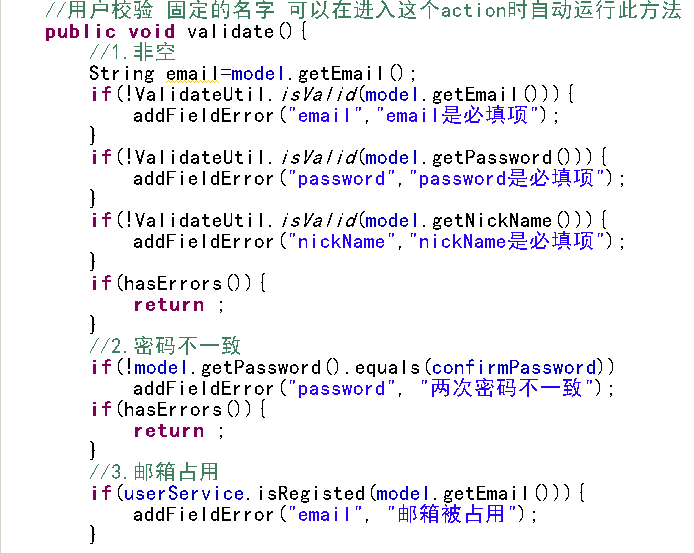 //用户校验 固定的名字 可以在进入这个action时自动运行此方法
public void validate(){
//1.非空
String email=model.getEmail();
if(!ValidateUtil.isValid(model.getEmail())){
addFieldError("email","email是必填项");
}
if(!ValidateUtil.isValid(model.getPassword())){
addFieldError("password","password是必填项");
}
if(!ValidateUtil.isValid(model.getNickName())){
addFieldError("nickName","nickName是必填项");
}
if(hasErrors()){
return ;
}
//2.密码不一致
if(!model.getPassword().equals(confirmPassword))
addFieldError("password", "两次密码不一致");
if(hasErrors()){
return ;
}
//3.邮箱占用
if(userService.isRegisted(model.getEmail())){
addFieldError("email", "邮箱被占用");
}